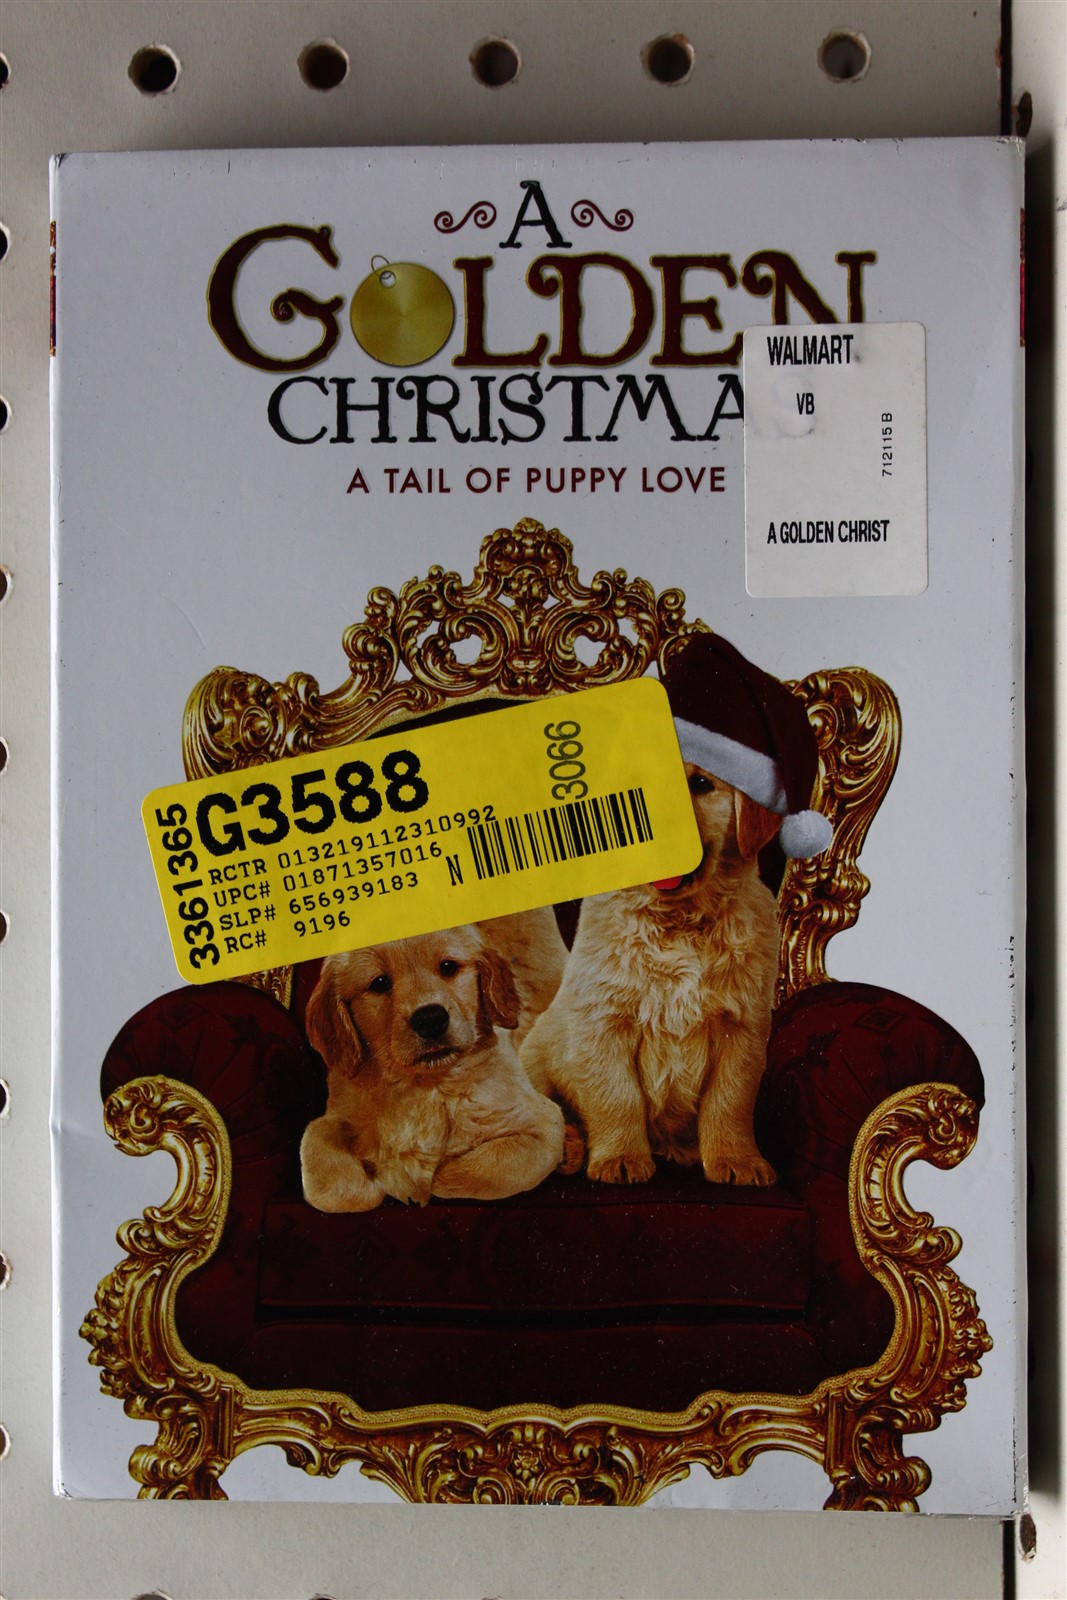 A
GOLDEN
CHRISTMAS
A TAIL OF PUPPY LOVE
WALMART
VB
712115 B
A GOLDEN CHRIST
3361365
G3588
3066
RCTR 013219112310992
UPC# 01871357016
SLP# 656939183
RC# 9196
N